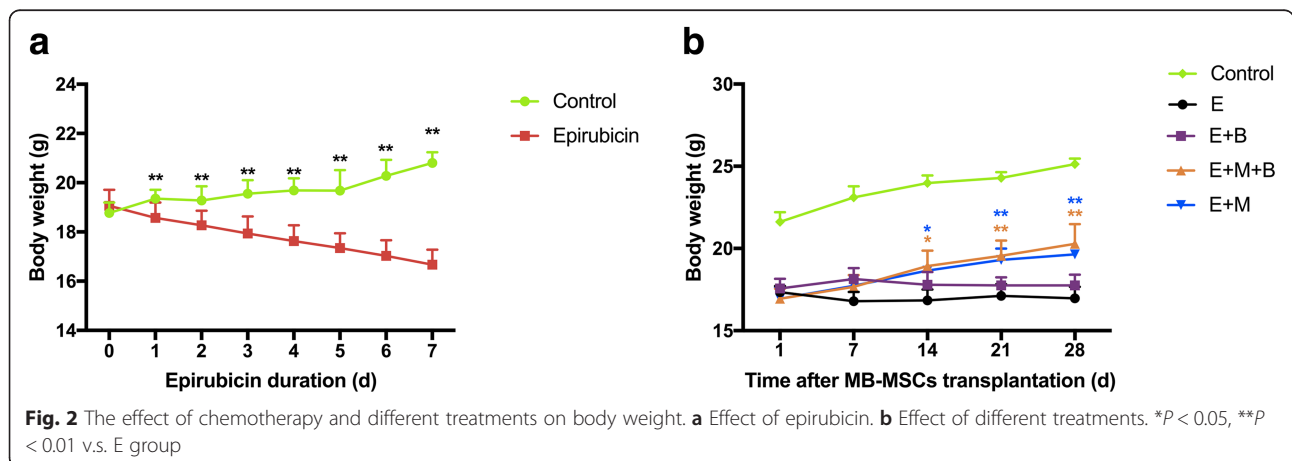 a
24
22
20
18
16
14
Body weight (g)
** ** ** ** ** ** **
0 1 2 3 4 5 6 7
Epirubicin duration (d)
Control
Epirubicin
b
30
25
20
15
Body weight (g)
* ** **
* ** **
1 7 14 21 28
Time after MB-MSCs transplantation (d)
Control
E
E+B
E+M+B
E+M
Fig. 2 The effect of chemotherapy and different treatments on body weight. a Effect of epirubicin. b Effect of different treatments. *P < 0.05, **P
< 0.01 v.s. E group